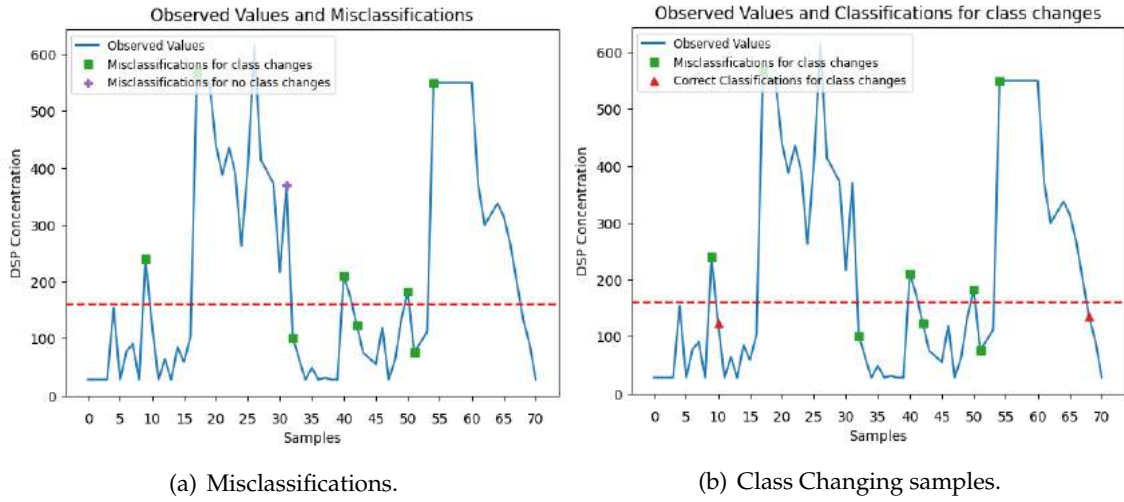 Observed Values and Misclassifications
Observed Values
Misclassifications for class changes
Misclassifications for no class changes
600
500
400
300
200
100
0
DSP Concentration
0 5 10 15 20 25 30 35 40 45 50 55 60 65 70
Samples
(a) Misclassifications.
Observed Values and Classifications for class changes
Observed Values
Misclassifications for class changes
Correct Classifications for class changes
600
500
400
300
200
100
0
DSP Concentration
0 5 10 15 20 25 30 35 40 45 50 55 60 65 70
Samples
(b) Class Changing samples.